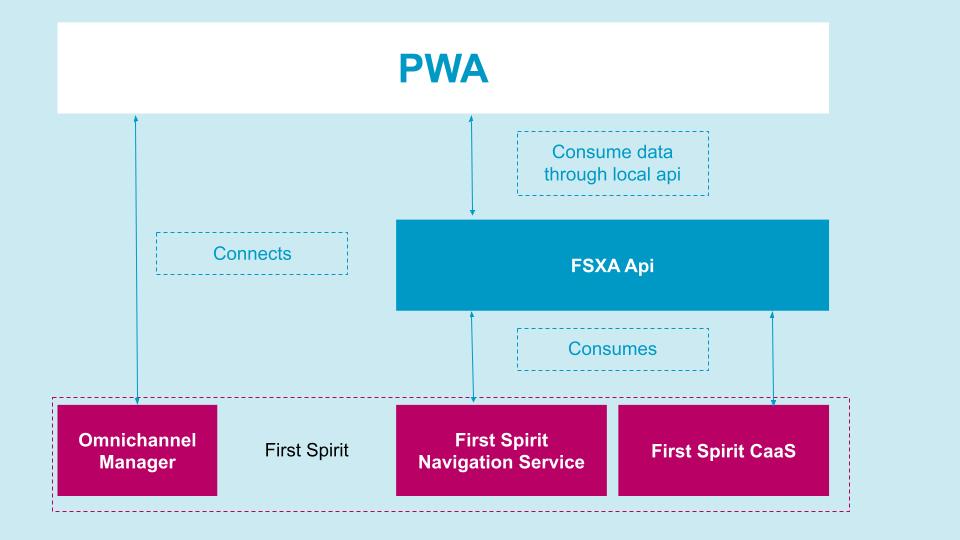 PWA
Consume data
through local api
Connects
FSXA Api
Consumes
Omnichannel
Manager
First Spirit
First Spirit
Navigation Service
First Spirit CaaS